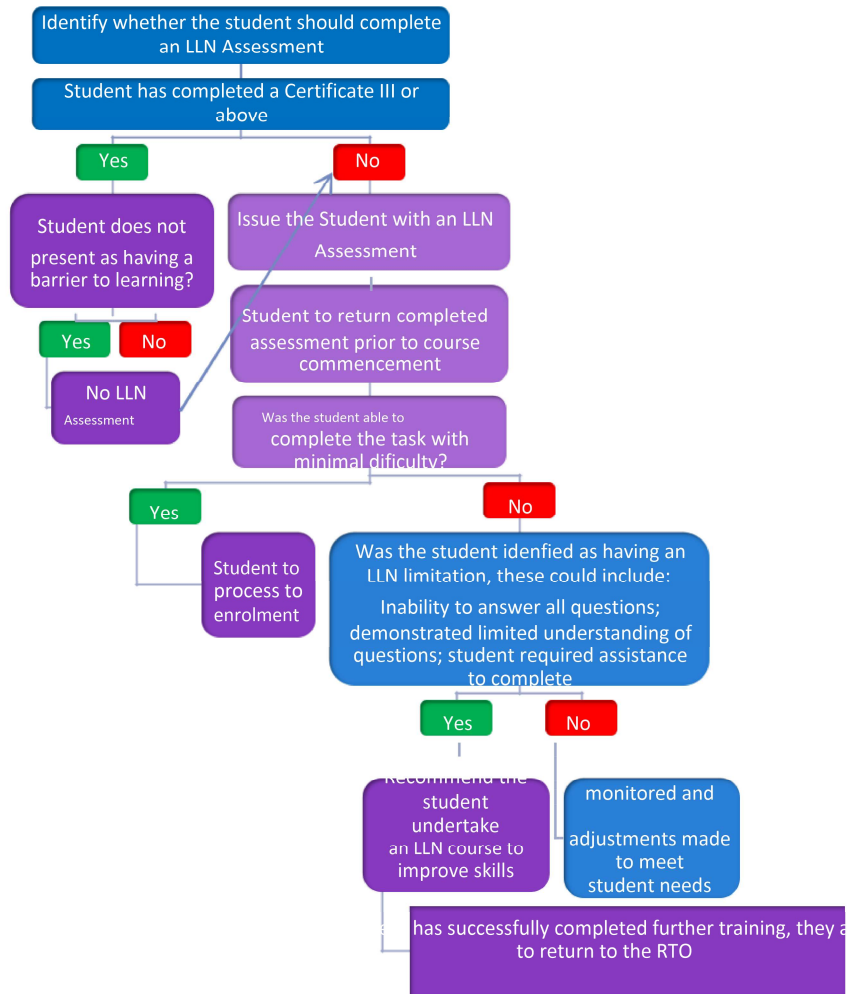 Identify whether the student should complete
an LLN Assessment
Student has completed a Certificate III or
above
Yes
No
Student does not
present as having a
barrier to learning?
Issue the Student with an LLN
Assessment
Student to return completed
assessment prior to course
commencement
Yes
No
No LLN
Assessment
Was the student able to
complete the task with
minimal dificulty?
Yes
No
Student to
process to
enrolment
Was the student idenfied as having an
LLN limitation, these could include:
Inability to answer all questions;
demonstrated limited understanding of
questions; student required assistance
to complete
Yes
No
Recommend the
student
undertake
an LLN course to
improve skills
monitored and
adjustments made
to meet
student needs
has successfully completed further training, they
to return to the RTO